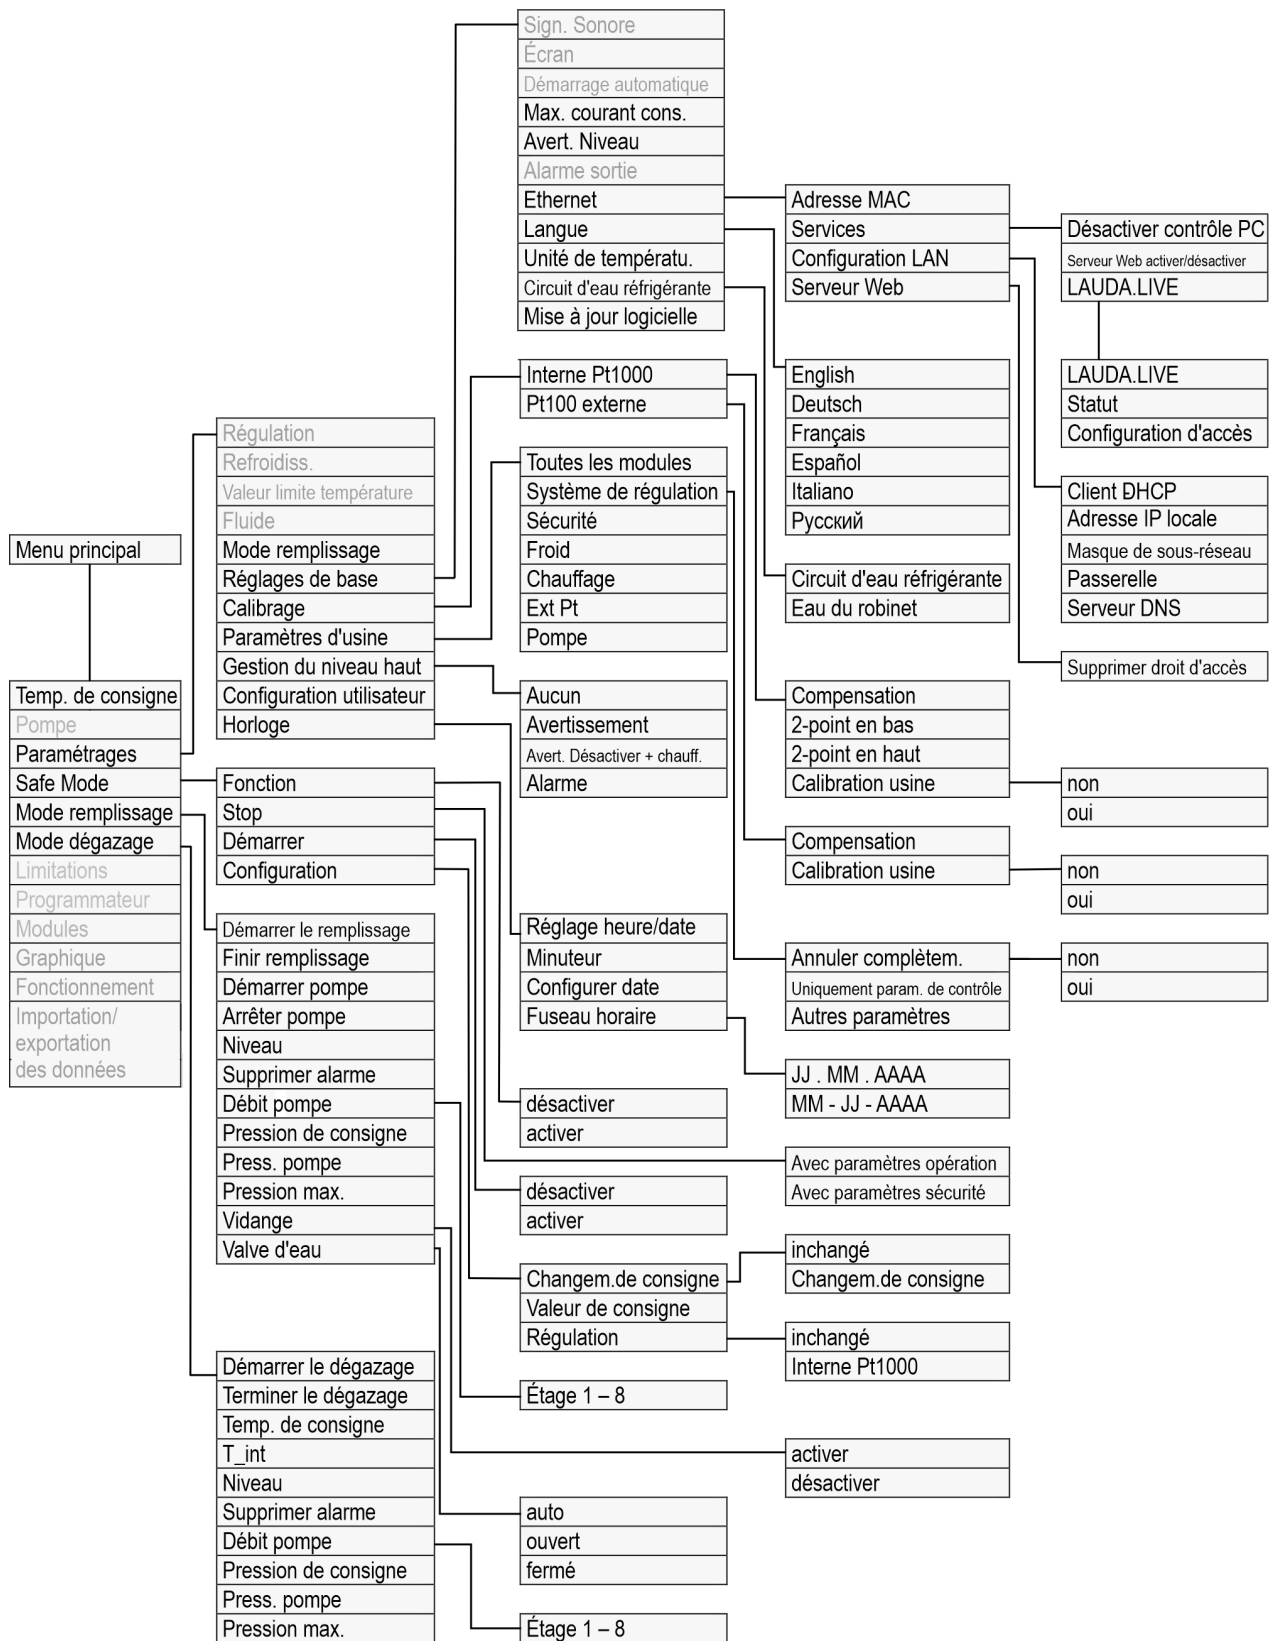 Sign. Sonore
Écran
Démarrage automatique
Max. courant cons.
Avert. Niveau
Alarme sortie
Ethernet
Langue
Unité de températu.
Circuit d'eau réfrigérante
Mise à jour logicielle
Adresse MAC
Services
Configuration LAN
Serveur Web
Désactiver contrôle PC
Serveur Web activer/désactiver
LAUDA.LIVE
LAUDA.LIVE
Statut
Configuration d'accès
Interne Pt1000
Pt100 externe
English
Deutsch
Français
Español
Italiano
Русский
Client DHCP
Adresse IP locale
Masque de sous-réseau
Passerelle
Serveur DNS
Régulation
Refroidiss.
Valeur limite température
Fluide
Mode remplissage
Réglages de base
Calibrage
Paramètres d'usine
Gestion du niveau haut
Configuration utilisateur
Horloge
Toutes les modules
Système de régulation
Sécurité
Froid
Chauffage
Ext Pt
Pompe
Circuit d'eau réfrigérante
Eau du robinet
Supprimer droit d'accès
Menu principal
Temp. de consigne
Pompe
Paramétrages
Safe Mode
Mode remplissage
Mode dégazage
Limitations
Programmateur
Modules
Graphique
Fonctionnement
Importation/
exportation
des données
Aucun
Avertissement
Avert. Désactiver + chauff.
Alarme
Compensation
2-point en bas
2-point en haut
Calibration usine
non
oui
Compensation
Calibration usine
non
oui
Fonction
Stop
Démarrer
Configuration
Réglage heure/date
Minuteur
Configurer date
Fuseau horaire
Annuler complètem.
Uniquement param. de contrôle
Autres paramètres
non
oui
JJ . MM . AAAA
MM - JJ - AAAA
Démarrer le remplissage
Finir remplissage
Démarrer pompe
Arrêter pompe
Niveau
Supprimer alarme
Débit pompe
Pression de consigne
Press. pompe
Pression max.
Vidange
Valve d'eau
désactiver
activer
Avec paramètres opération
Avec paramètres sécurité
désactiver
activer
Changem.de consigne
Valeur de consigne
Régulation
inchangé
Changem.de consigne
inchangé
Interne Pt1000
Étage 1 – 8
activer
désactiver
Démarrer le dégazage
Terminer le dégazage
Temp. de consigne
T_int
Niveau
Supprimer alarme
Débit pompe
Pression de consigne
Press. pompe
Pression max.
auto
ouvert
fermé
Étage 1 – 8